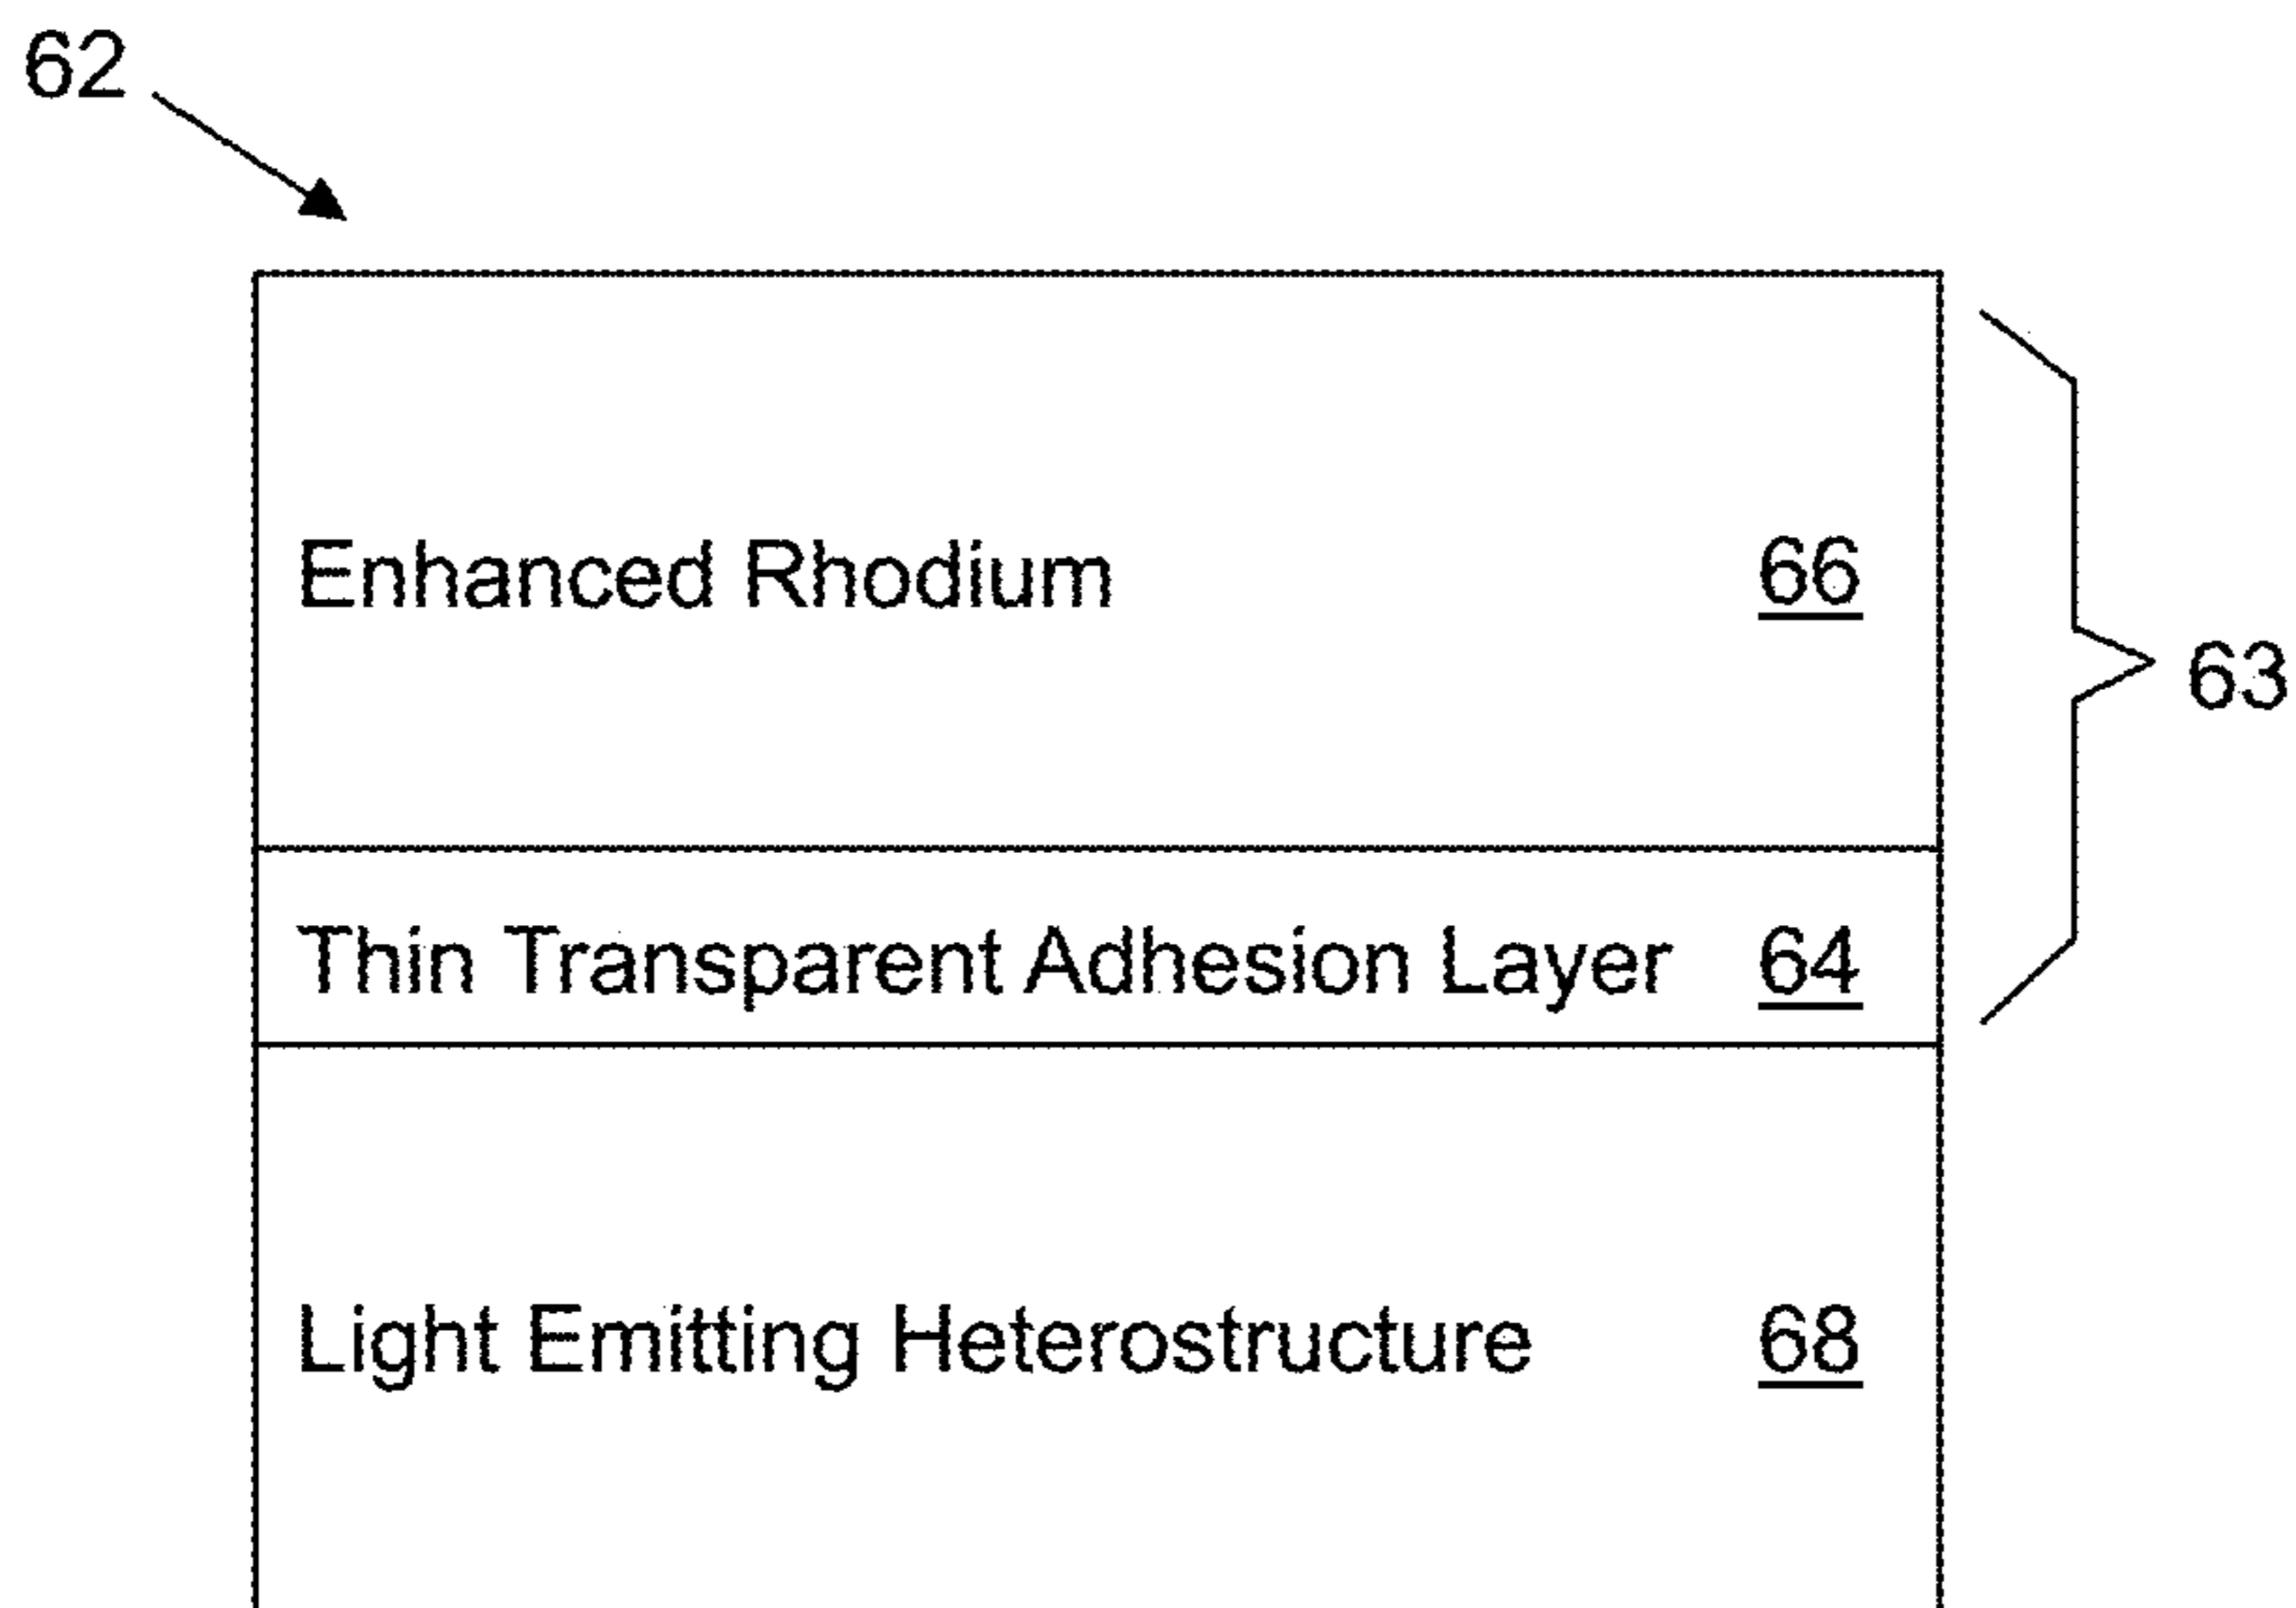 62
Enhanced Rhodium 66
63
Thin Transparent Adhesion Layer 64
Light Emitting Heterostructure 68